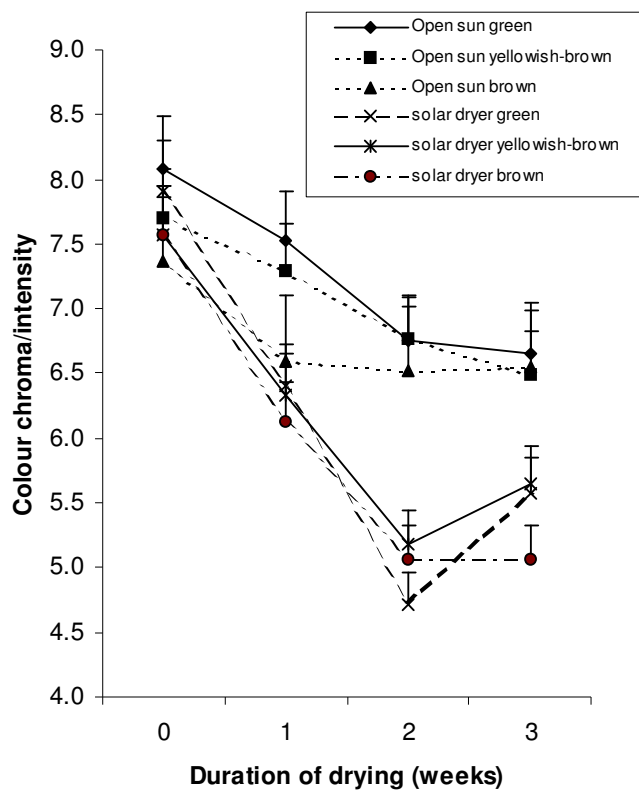 Open sun green
Open sun yellowish-brown
Open sun brown
solar dryer green
solar dryer yellowish-brown
solar dryer brown
9.0
8.5
8.0
7.5
7.0
6.5
6.0
5.5
5.0
4.5
4.0
Colour chroma/intensity
0 1 2 3
Duration of drying (weeks)